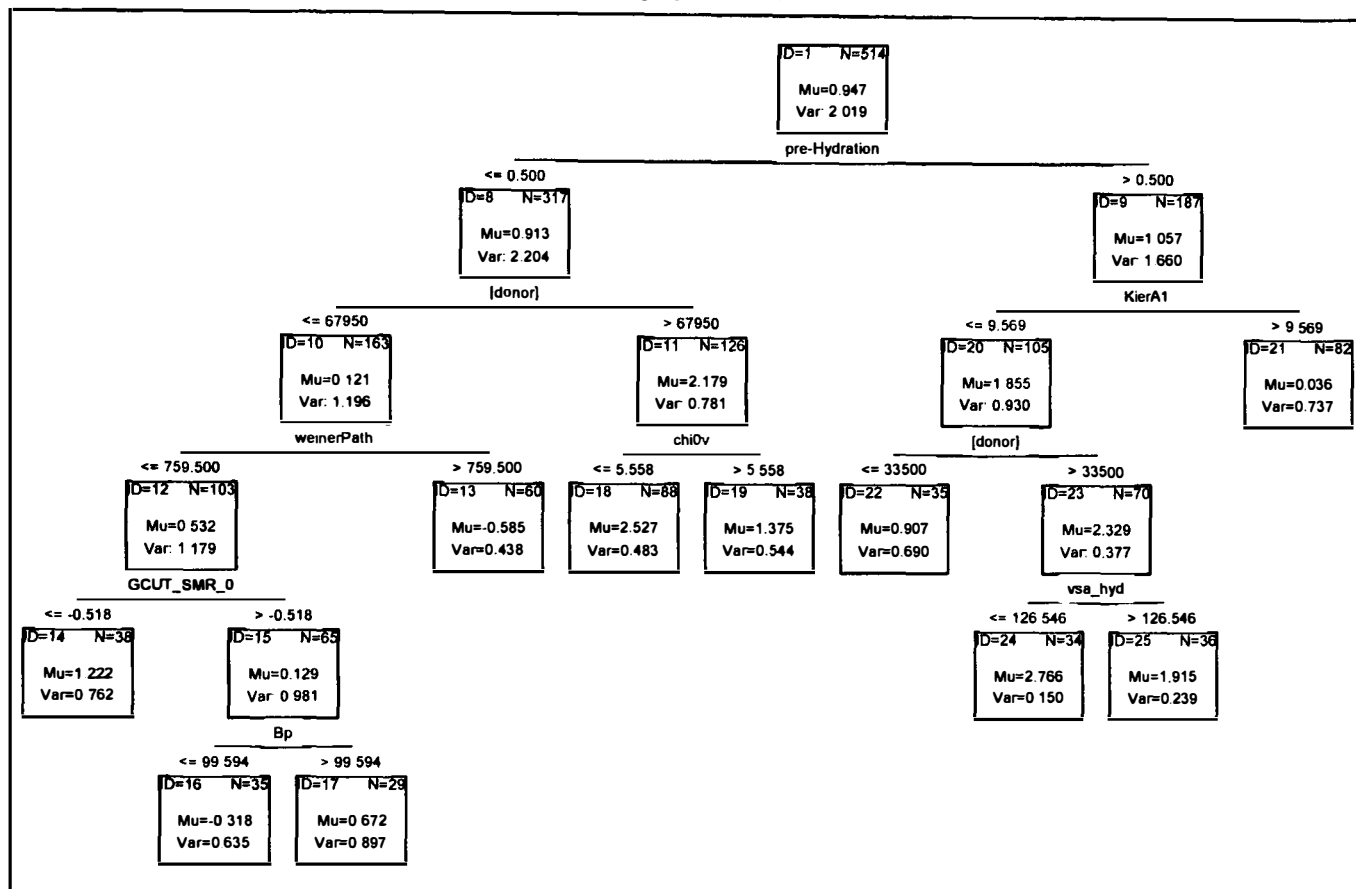 ID=1 N=514
Mu=0.947
Var: 2 019
pre-Hydration
<= 0.500 > 0.500
ID=8 N=317 ID=9 N=187
Mu=0.913 Mu=1 057
Var: 2.204 Var: 1 660
[donor} KierA1
<= 67950 > 67950 <= 9.569 > 9 569
ID=10 N=163 ID=11 N=126 ID=20 N=105 ID=21 N=82
Mu=0 121 Mu=2.179 Mu=1 855 Mu=0.036
Var: 1.196 Var: 0.781 Var: 0.930 Var=0.737
weinerPath chi0v [donor}
<= 759.500 > 759.500 <= 5.558 > 5 558 <= 33500 > 33500
ID=12 N=103 ID=13 N=60 ID=18 N=88 ID=19 N=38 ID=22 N=35 ID=23 N=70
Mu=0 532 Mu=-0.585 Mu=2.527 Mu=1.375 Mu=0.907 Mu=2.329
Var: 1 179 Var=0.438 Var=0.483 Var=0.544 Var=0.690 Var: 0.377
GCUT_SMR_0 vsa_hyd
<= -0.518 > -0.518 <= 126 546 > 126.546
ID=14 N=38 ID=15 N=65 ID=24 N=34 ID=25 N=36
Mu=1 222 Mu=0.129 Mu=2.766 Mu=1.915
Var=0 762 Var: 0 981 Var=0 150 Var=0.239
Bp
<= 99 594 > 99 594
ID=16 N=35 ID=17 N=29
Mu=-0 318 Mu=0 672
Var=0.635 Var=0.897